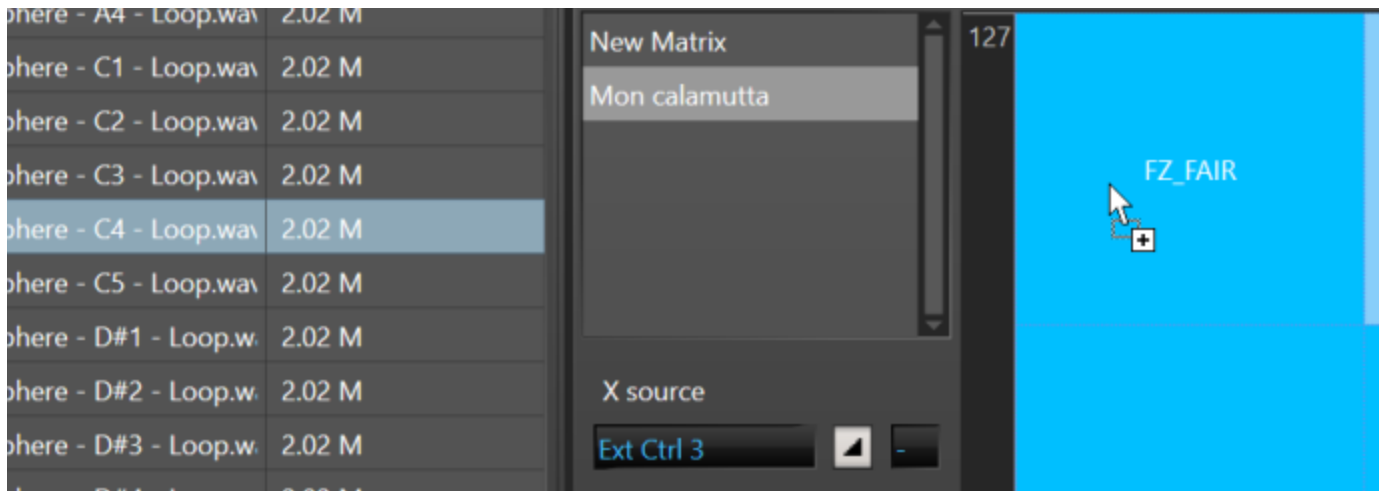 phere - A4 - Loop.wav 2.02 M
phere - C1 - Loop.wav 2.02 M
phere - C2 - Loop.wav 2.02 M
phere - C3 - Loop.wav 2.02 M
phere - C4 - Loop.wav 2.02 M
phere - C5 - Loop.wav 2.02 M
phere - D#1 - Loop.w 2.02 M
phere - D#2 - Loop.w 2.02 M
phere - D#3 - Loop.w 2.02 M
New Matrix
Mon calamutta
X source
Ext Ctrl 3 -
127
FZ_FAIR